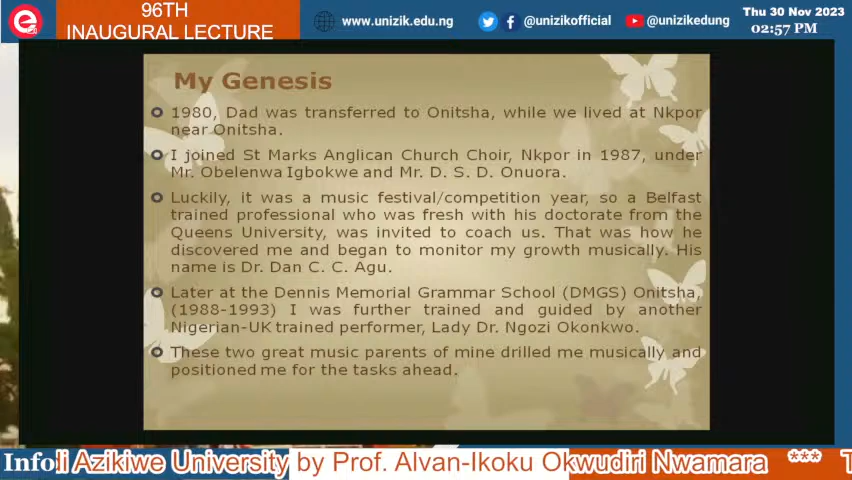 96TH
INAUGURAL LECTURE
www.unizik.edu.ng
@unizikofficial
@unizikedung
Thu 30 Nov 2023
02:57 PM
My Genesis
1980, Dad was transferred to Onitsha, while we lived at Nkpor
near Onitsha.
I joined St Marks Anglican Church Choir, Nkpor in 1987, under
Mr. Obelenwa Igbokwe and Mr. D. S. D. Onuora.
Luckily, it was a music festival/competition year, so a Belfast
trained professional who was fresh with his doctorate from the
Queens University, was invited to coach us. That was how he
discovered me and began to monitor my growth musically. His
name is Dr. Dan C. C. Agu.
Later at the Dennis Memorial Grammar School (DMGS) Onitsha,
(1988-1993) I was further trained and guided by another
Nigerian-UK trained performer, Lady Dr. Ngozi Okonkwo.
These two great music parents of mine drilled me musically and
positioned me for the tasks ahead.
Info di Azikiwe University by Prof. Alvan-Ikoku Okwudiri Nwamara *** T